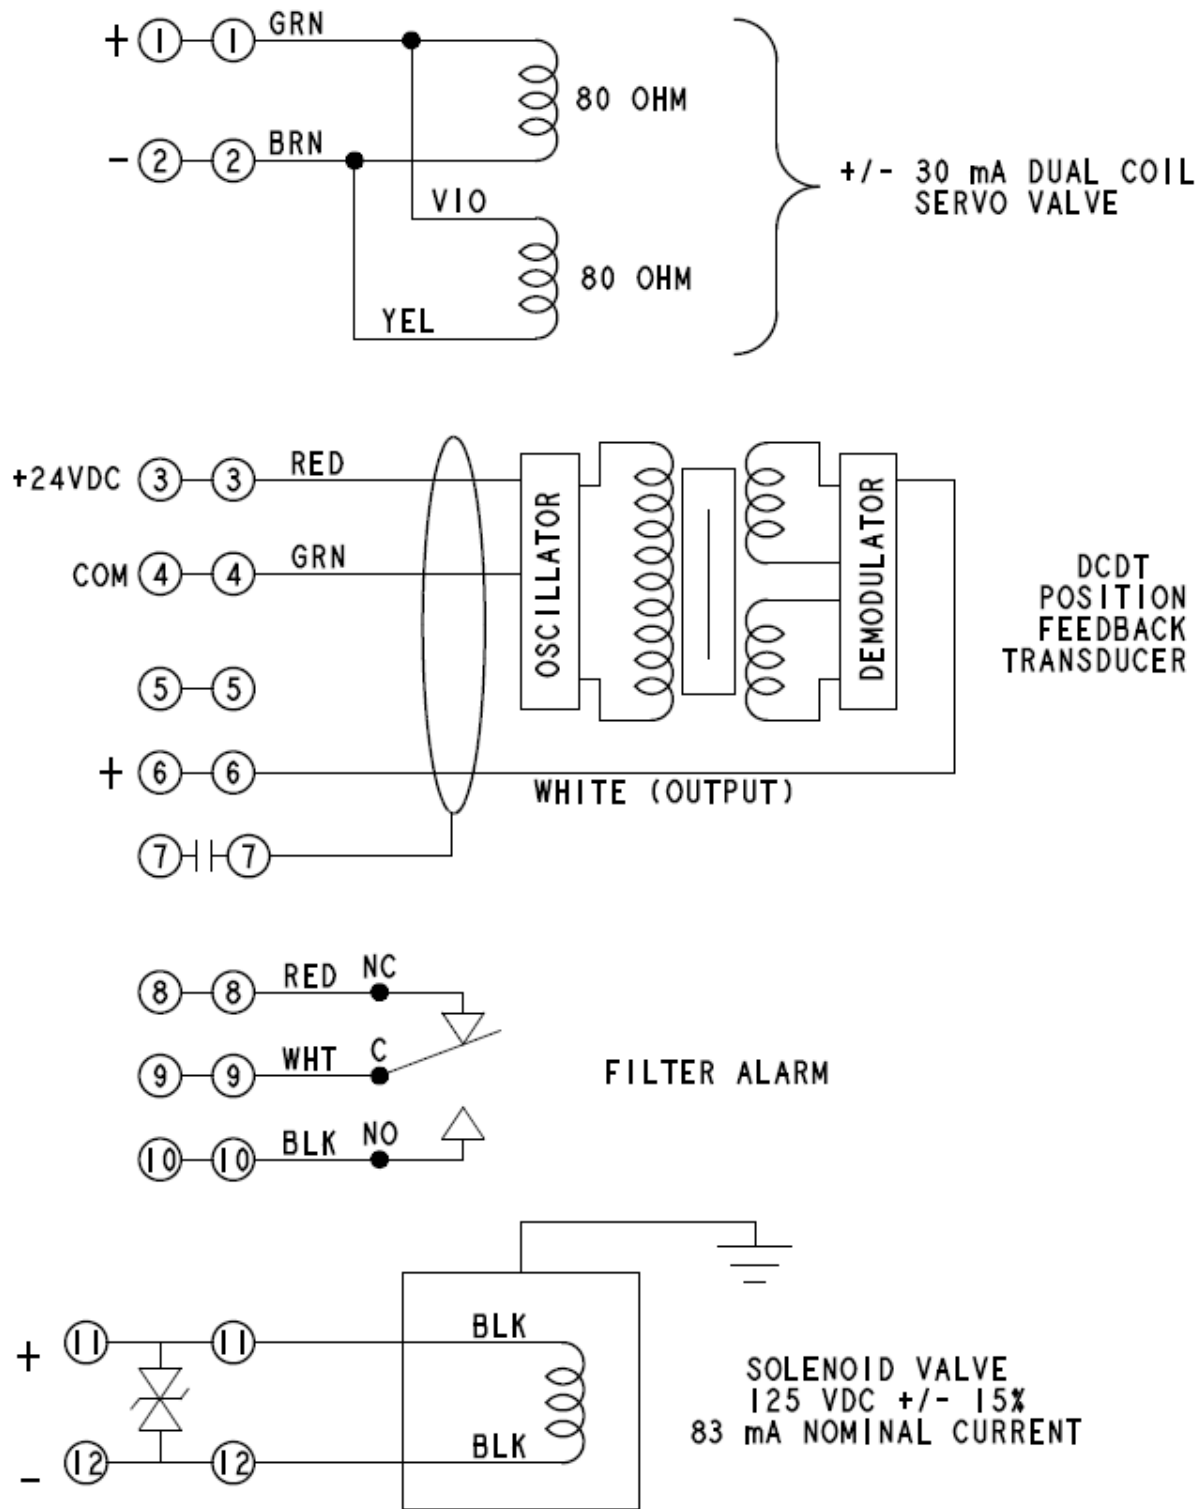 + 1 1 GRN
80 OHM
- 2 2 BRN
+/- 30 mA DUAL COIL
SERVO VALVE
VIO
80 OHM
YEL
+24VDC 3 3 RED
COM 4 4 GRN
OSCILLATOR
DEMODULATOR
DCDT
POSITION
FEEDBACK
TRANSDUCER
5 5
+ 6 6
WHITE (OUTPUT)
7 7
8 8 RED NC
9 9 WHT C
FILTER ALARM
10 10 BLK NO
+ 11 11 BLK
SOLENOID VALVE
125 VDC +/- 15%
83 mA NOMINAL CURRENT
- 12 12 BLK